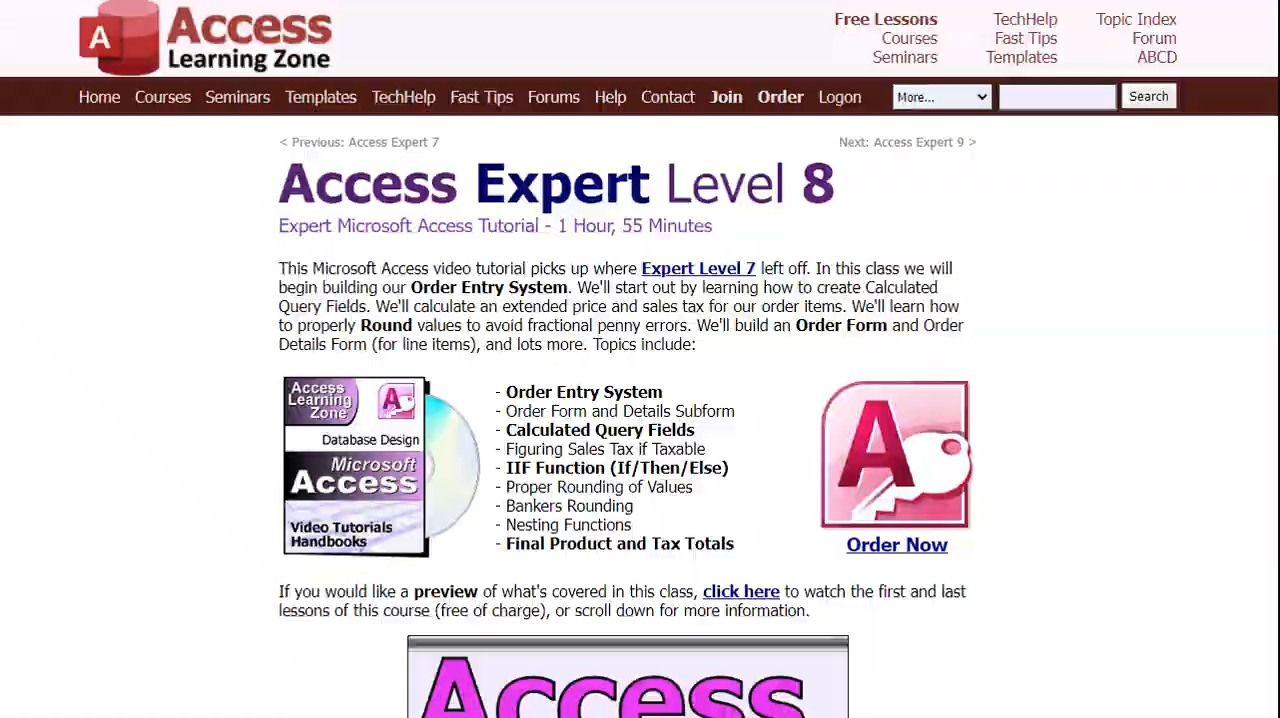 A Access
Learning Zone
Free Lessons TechHelp Topic Index
Courses Fast Tips Forum
Seminars Templates ABCD
Home Courses Seminars Templates TechHelp Fast Tips Forums Help Contact Join Order Logon More... Search
< Previous: Access Expert 7 Next: Access Expert 9 >
Access Expert Level 8
Expert Microsoft Access Tutorial - 1 Hour, 55 Minutes
This Microsoft Access video tutorial picks up where Expert Level 7 left off. In this class we will
begin building our Order Entry System. We'll start out by learning how to create Calculated
Query Fields. We'll calculate an extended price and sales tax for our order items. We'll learn how
to properly Round values to avoid fractional penny errors. We'll build an Order Form and Order
Details Form (for line items), and lots more. Topics include:
Access
Learning
Zone
A
Database Design
Microsoft
Access
Video Tutorials
Handbooks
- Order Entry System
- Order Form and Details Subform
- Calculated Query Fields
- Figuring Sales Tax if Taxable
- IIF Function (If/Then/Else)
- Proper Rounding of Values
- Bankers Rounding
- Nesting Functions
- Final Product and Tax Totals
A
Order Now
If you would like a preview of what's covered in this class, click here to watch the first and last
lessons of this course (free of charge), or scroll down for more information.
Access